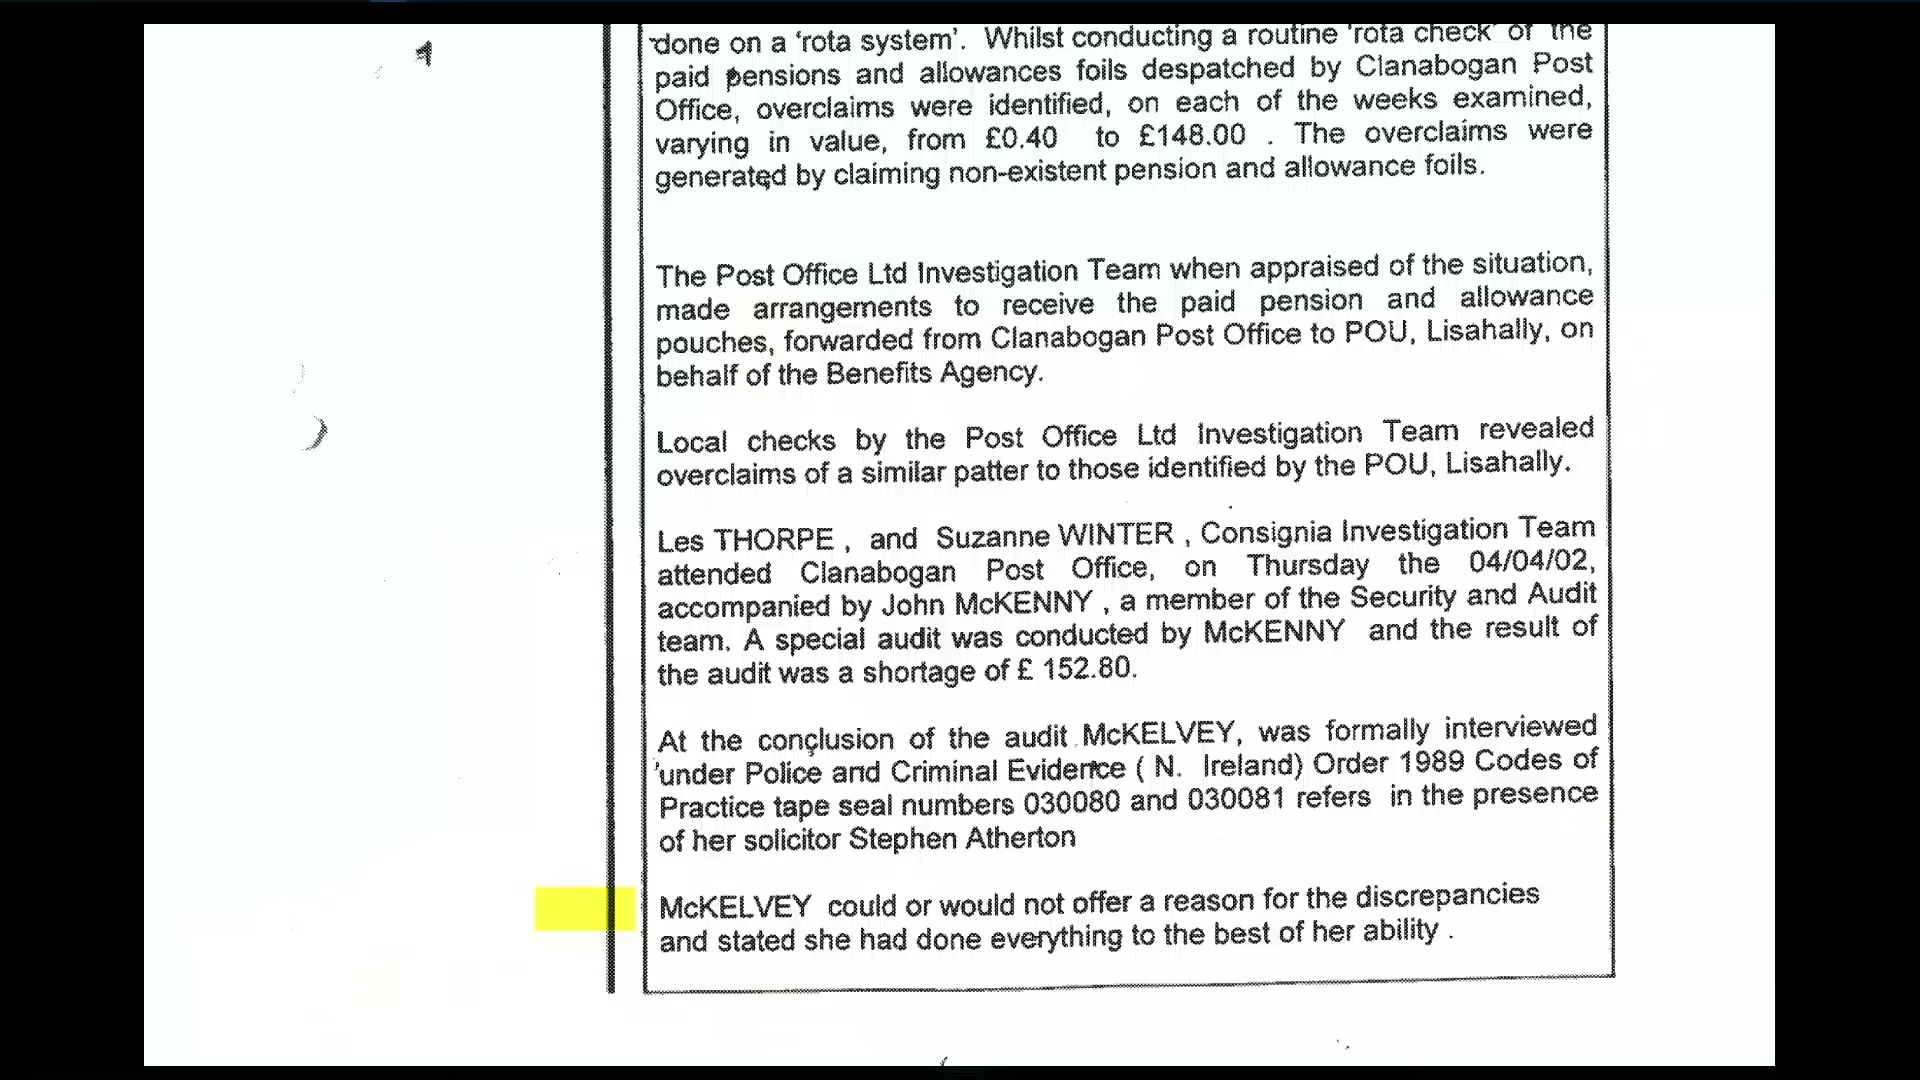 done on a ‘rota system’. Whilst conducting a routine ‘rota check’ of the
paid pensions and allowances foils despatched by Clanabogan Post
Office, overclaims were identified, on each of the weeks examined,
varying in value, from £0.40 to £148.00 . The overclaims were
generated by claiming non-existent pension and allowance foils.
The Post Office Ltd Investigation Team when appraised of the situation,
made arrangements to receive the paid pension and allowance
pouches, forwarded from Clanabogan Post Office to POU, Lisahally, on
behalf of the Benefits Agency.
Local checks by the Post Office Ltd Investigation Team revealed
overclaims of a similar patter to those identified by the POU, Lisahally.
Les THORPE , and Suzanne WINTER , Consignia Investigation Team
attended Clanabogan Post Office, on Thursday the 04/04/02,
accompanied by John McKENNY , a member of the Security and Audit
team. A special audit was conducted by McKENNY and the result of
the audit was a shortage of £ 152.80.
At the conclusion of the audit McKELVEY, was formally interviewed
under Police and Criminal Evidence ( N. Ireland) Order 1989 Codes of
Practice tape seal numbers 030080 and 030081 refers in the presence
of her solicitor Stephen Atherton
McKELVEY could or would not offer a reason for the discrepancies
and stated she had done everything to the best of her ability .